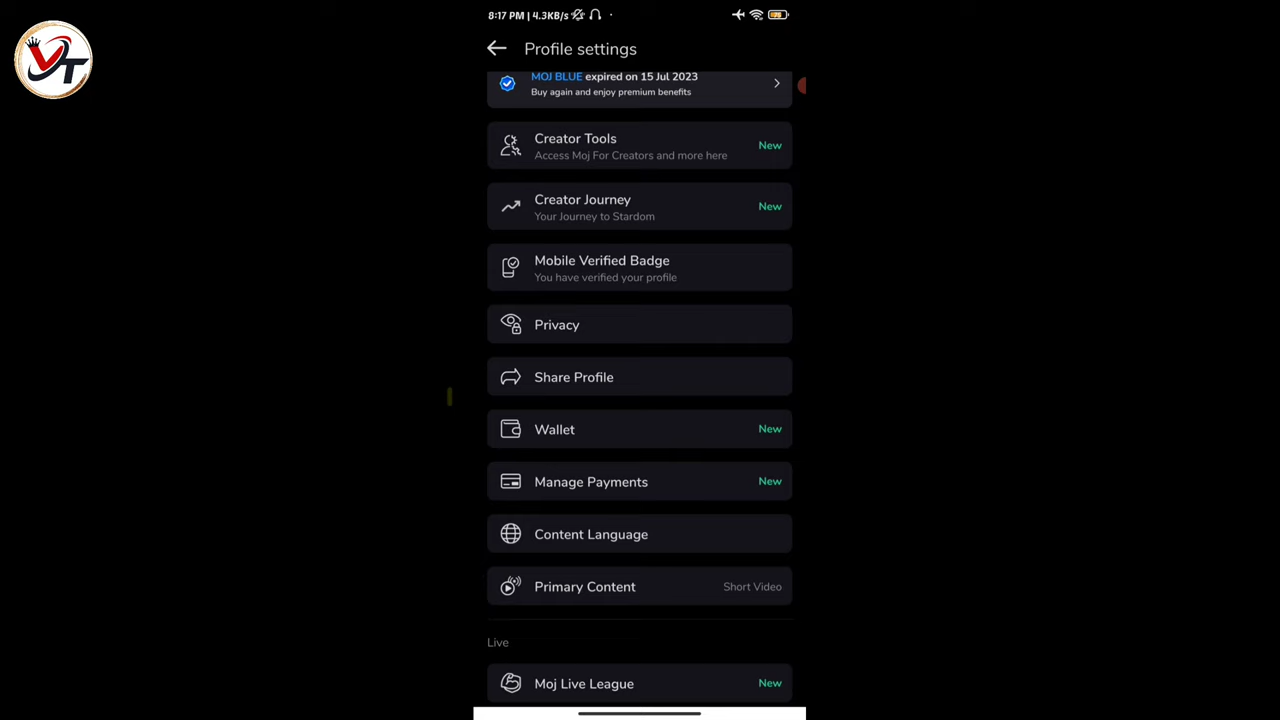 VT
8:17 PM | 4.3KB/s
Profile settings
MOJ BLUE expired on 15 Jul 2023
Buy again and enjoy premium benefits
Creator Tools
Access Moj For Creators and more here
New
Creator Journey
Your Journey to Stardom
New
Mobile Verified Badge
You have verified your profile
Privacy
Share Profile
Wallet New
Manage Payments New
Content Language
Primary Content Short Video
Live
Moj Live League New